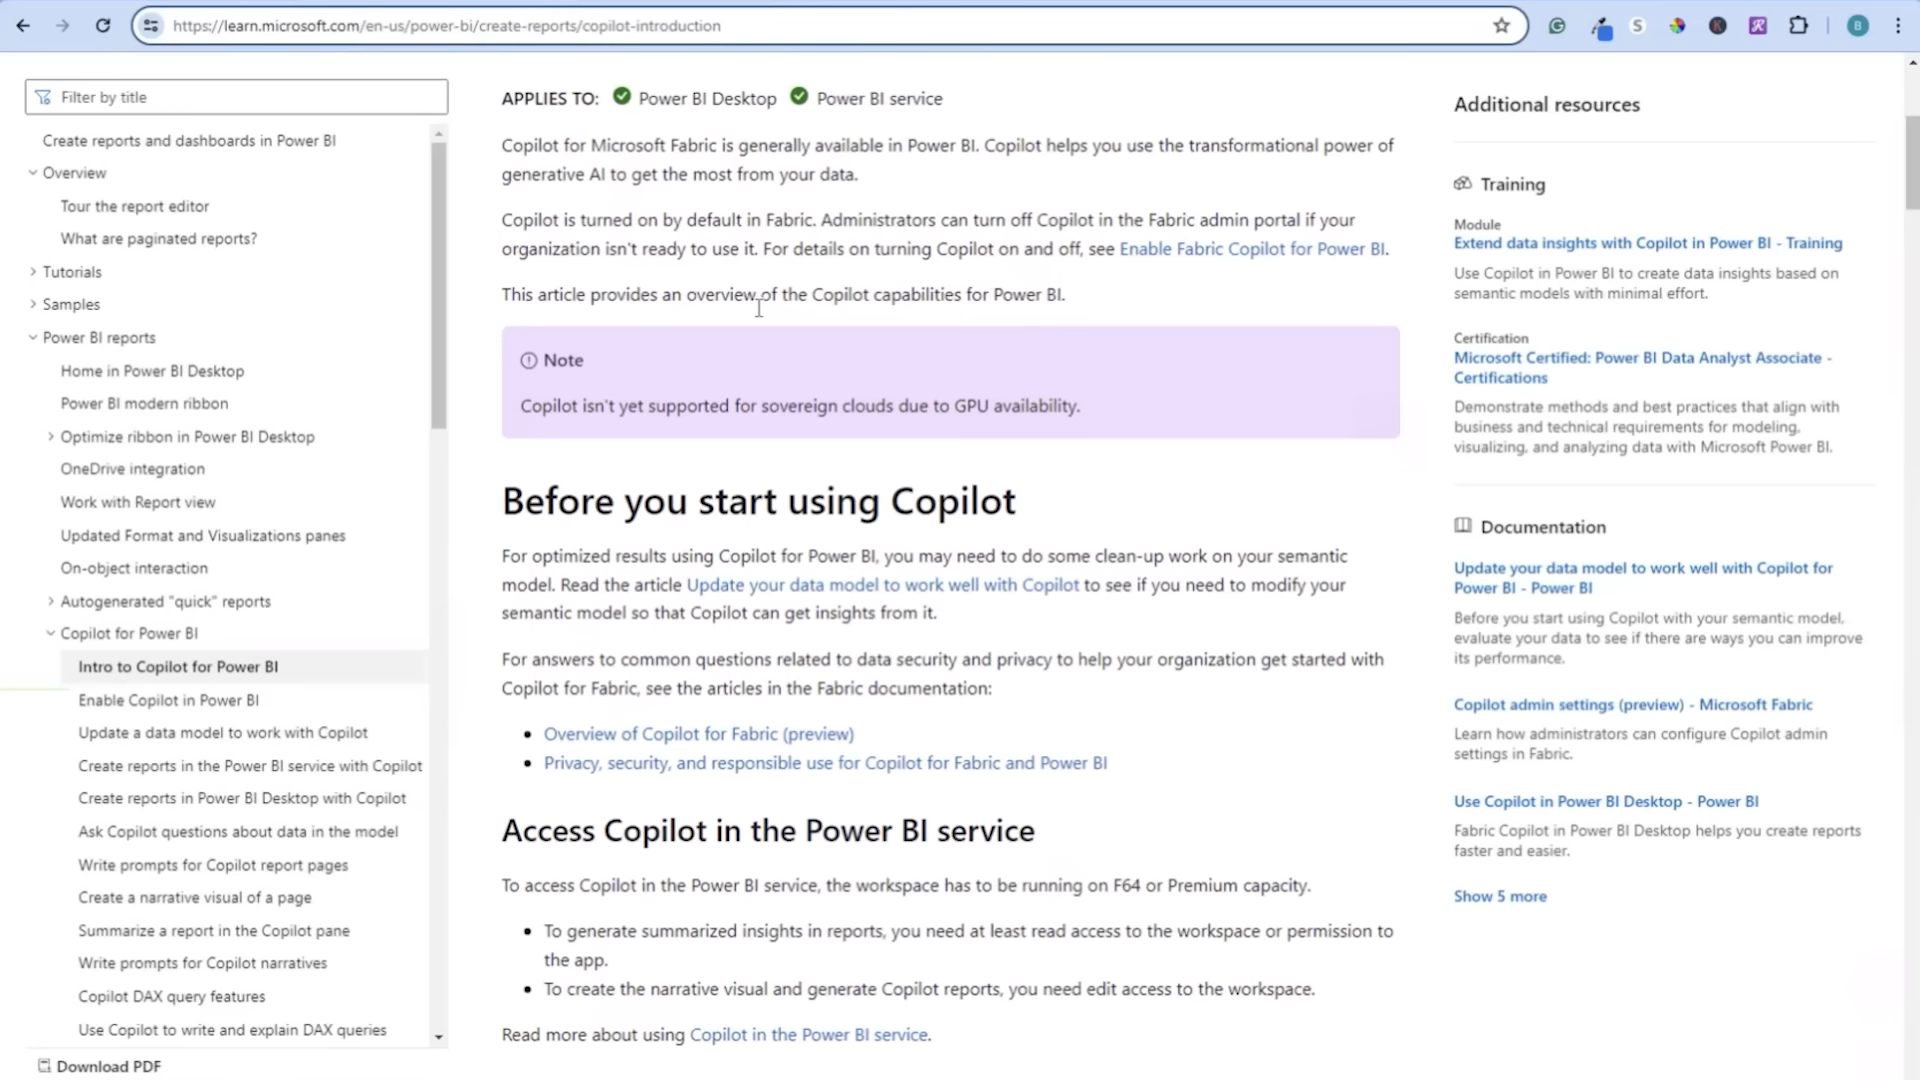 https://learn.microsoft.com/en-us/power-bi/create-reports/copilot-introduction
S
K
B
Filter by title
Create reports and dashboards in Power BI
Overview
Tour the report editor
What are paginated reports?
Tutorials
Samples
Power BI reports
Home in Power BI Desktop
Power BI modern ribbon
Optimize ribbon in Power BI Desktop
OneDrive integration
Work with Report view
Updated Format and Visualizations panes
On-object interaction
Autogenerated "quick" reports
Copilot for Power BI
Intro to Copilot for Power BI
Enable Copilot in Power BI
Update a data model to work with Copilot
Create reports in the Power BI service with Copilot
Create reports in Power BI Desktop with Copilot
Ask Copilot questions about data in the model
Write prompts for Copilot report pages
Create a narrative visual of a page
Summarize a report in the Copilot pane
Write prompts for Copilot narratives
Copilot DAX query features
Use Copilot to write and explain DAX queries
Download PDF
APPLIES TO: Power BI Desktop Power BI service
Copilot for Microsoft Fabric is generally available in Power BI. Copilot helps you use the transformational power of
generative AI to get the most from your data.
Copilot is turned on by default in Fabric. Administrators can turn off Copilot in the Fabric admin portal if your
organization isn't ready to use it. For details on turning Copilot on and off, see Enable Fabric Copilot for Power BI.
This article provides an overview of the Copilot capabilities for Power BI.
Note
Copilot isn't yet supported for sovereign clouds due to GPU availability.
Before you start using Copilot
For optimized results using Copilot for Power BI, you may need to do some clean-up work on your semantic
model. Read the article Update your data model to work well with Copilot to see if you need to modify your
semantic model so that Copilot can get insights from it.
For answers to common questions related to data security and privacy to help your organization get started with
Copilot for Fabric, see the articles in the Fabric documentation:
• Overview of Copilot for Fabric (preview)
• Privacy, security, and responsible use for Copilot for Fabric and Power BI
Access Copilot in the Power BI service
To access Copilot in the Power BI service, the workspace has to be running on F64 or Premium capacity.
• To generate summarized insights in reports, you need at least read access to the workspace or permission to
the app.
• To create the narrative visual and generate Copilot reports, you need edit access to the workspace.
Read more about using Copilot in the Power BI service.
Additional resources
Training
Module
Extend data insights with Copilot in Power BI - Training
Use Copilot in Power BI to create data insights based on
semantic models with minimal effort.
Certification
Microsoft Certified: Power BI Data Analyst Associate -
Certifications
Demonstrate methods and best practices that align with
business and technical requirements for modeling,
visualizing, and analyzing data with Microsoft Power BI.
Documentation
Update your data model to work well with Copilot for
Power BI - Power BI
Before you start using Copilot with your semantic model,
evaluate your data to see if there are ways you can improve
its performance.
Copilot admin settings (preview) - Microsoft Fabric
Learn how administrators can configure Copilot admin
settings in Fabric.
Use Copilot in Power BI Desktop - Power BI
Fabric Copilot in Power BI Desktop helps you create reports
faster and easier.
Show 5 more